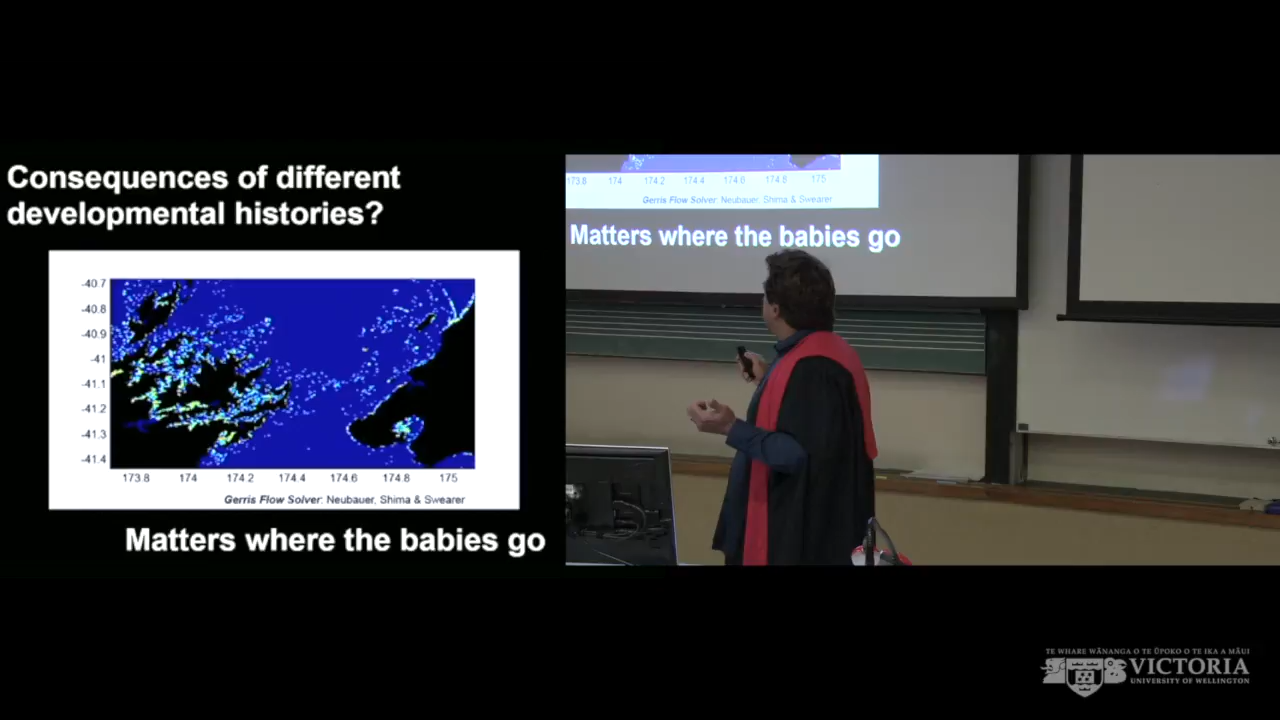 Consequences of different
developmental histories?
-40.7
-40.8
-40.9
-41
-41.1
-41.2
-41.3
-41.4
173.8 174 174.2 174.4 174.6 174.8 175
Gerris Flow Solver: Neubauer, Shima & Swearer
Matters where the babies go
173.8 174 174.2 174.4 174.6 174.8 175
Gerris Flow Solver: Neubauer, Shima & Swearer
Matters where the babies go
TE WHARE WĀNANGA O TE ŪPOKO O TE IKA A MĀUI
VICTORIA
UNIVERSITY OF WELLINGTON